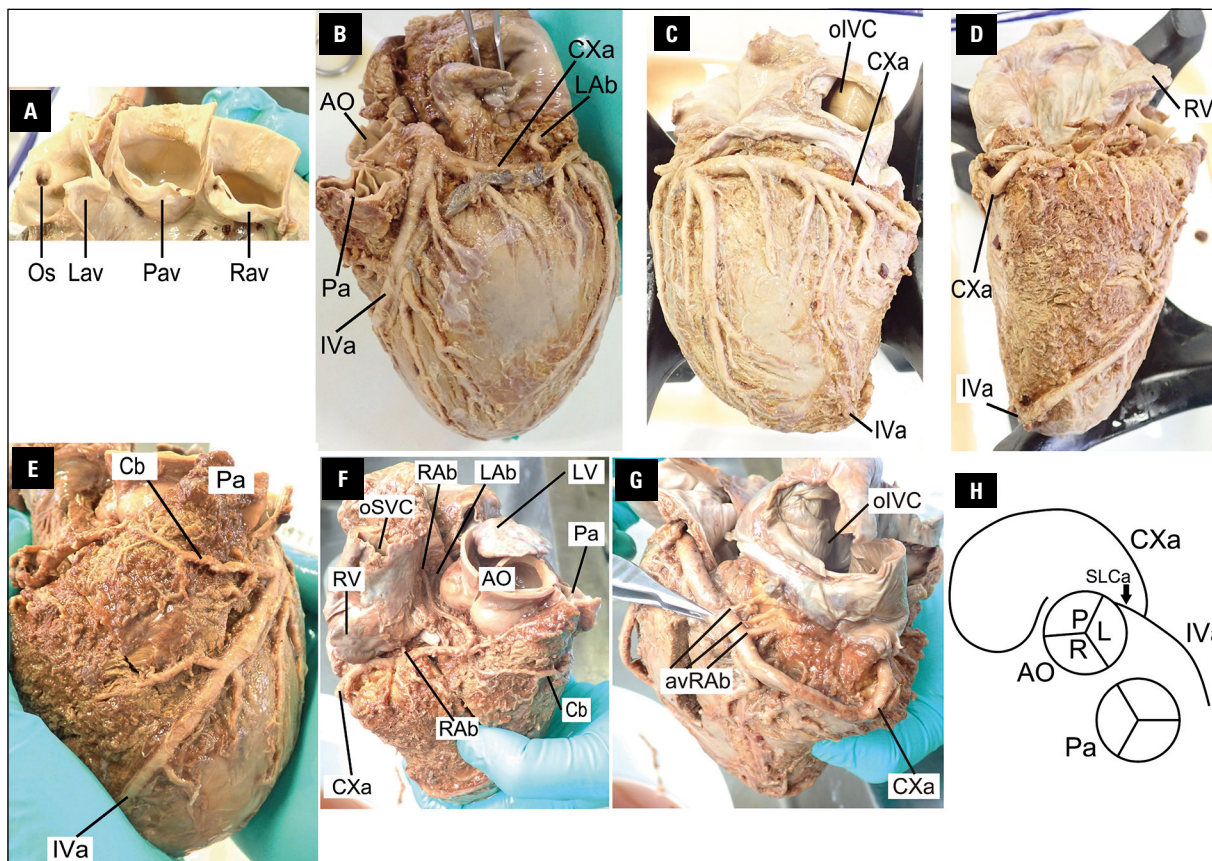 A
Os Lav Pav Rav
B
CXa
LAb
AO
Pa
IVa
C
oIVC
CXa
IVa
D
RV
CXa
IVa
E
Cb
Pa
IVa
F
RAb
LAb
LV
oSVC
Pa
RV
AO
RAb
Cb
CXa
G
oIVC
avRAb
CXa
H
CXa
SLCa
P
L
R
IVa
AO
Pa